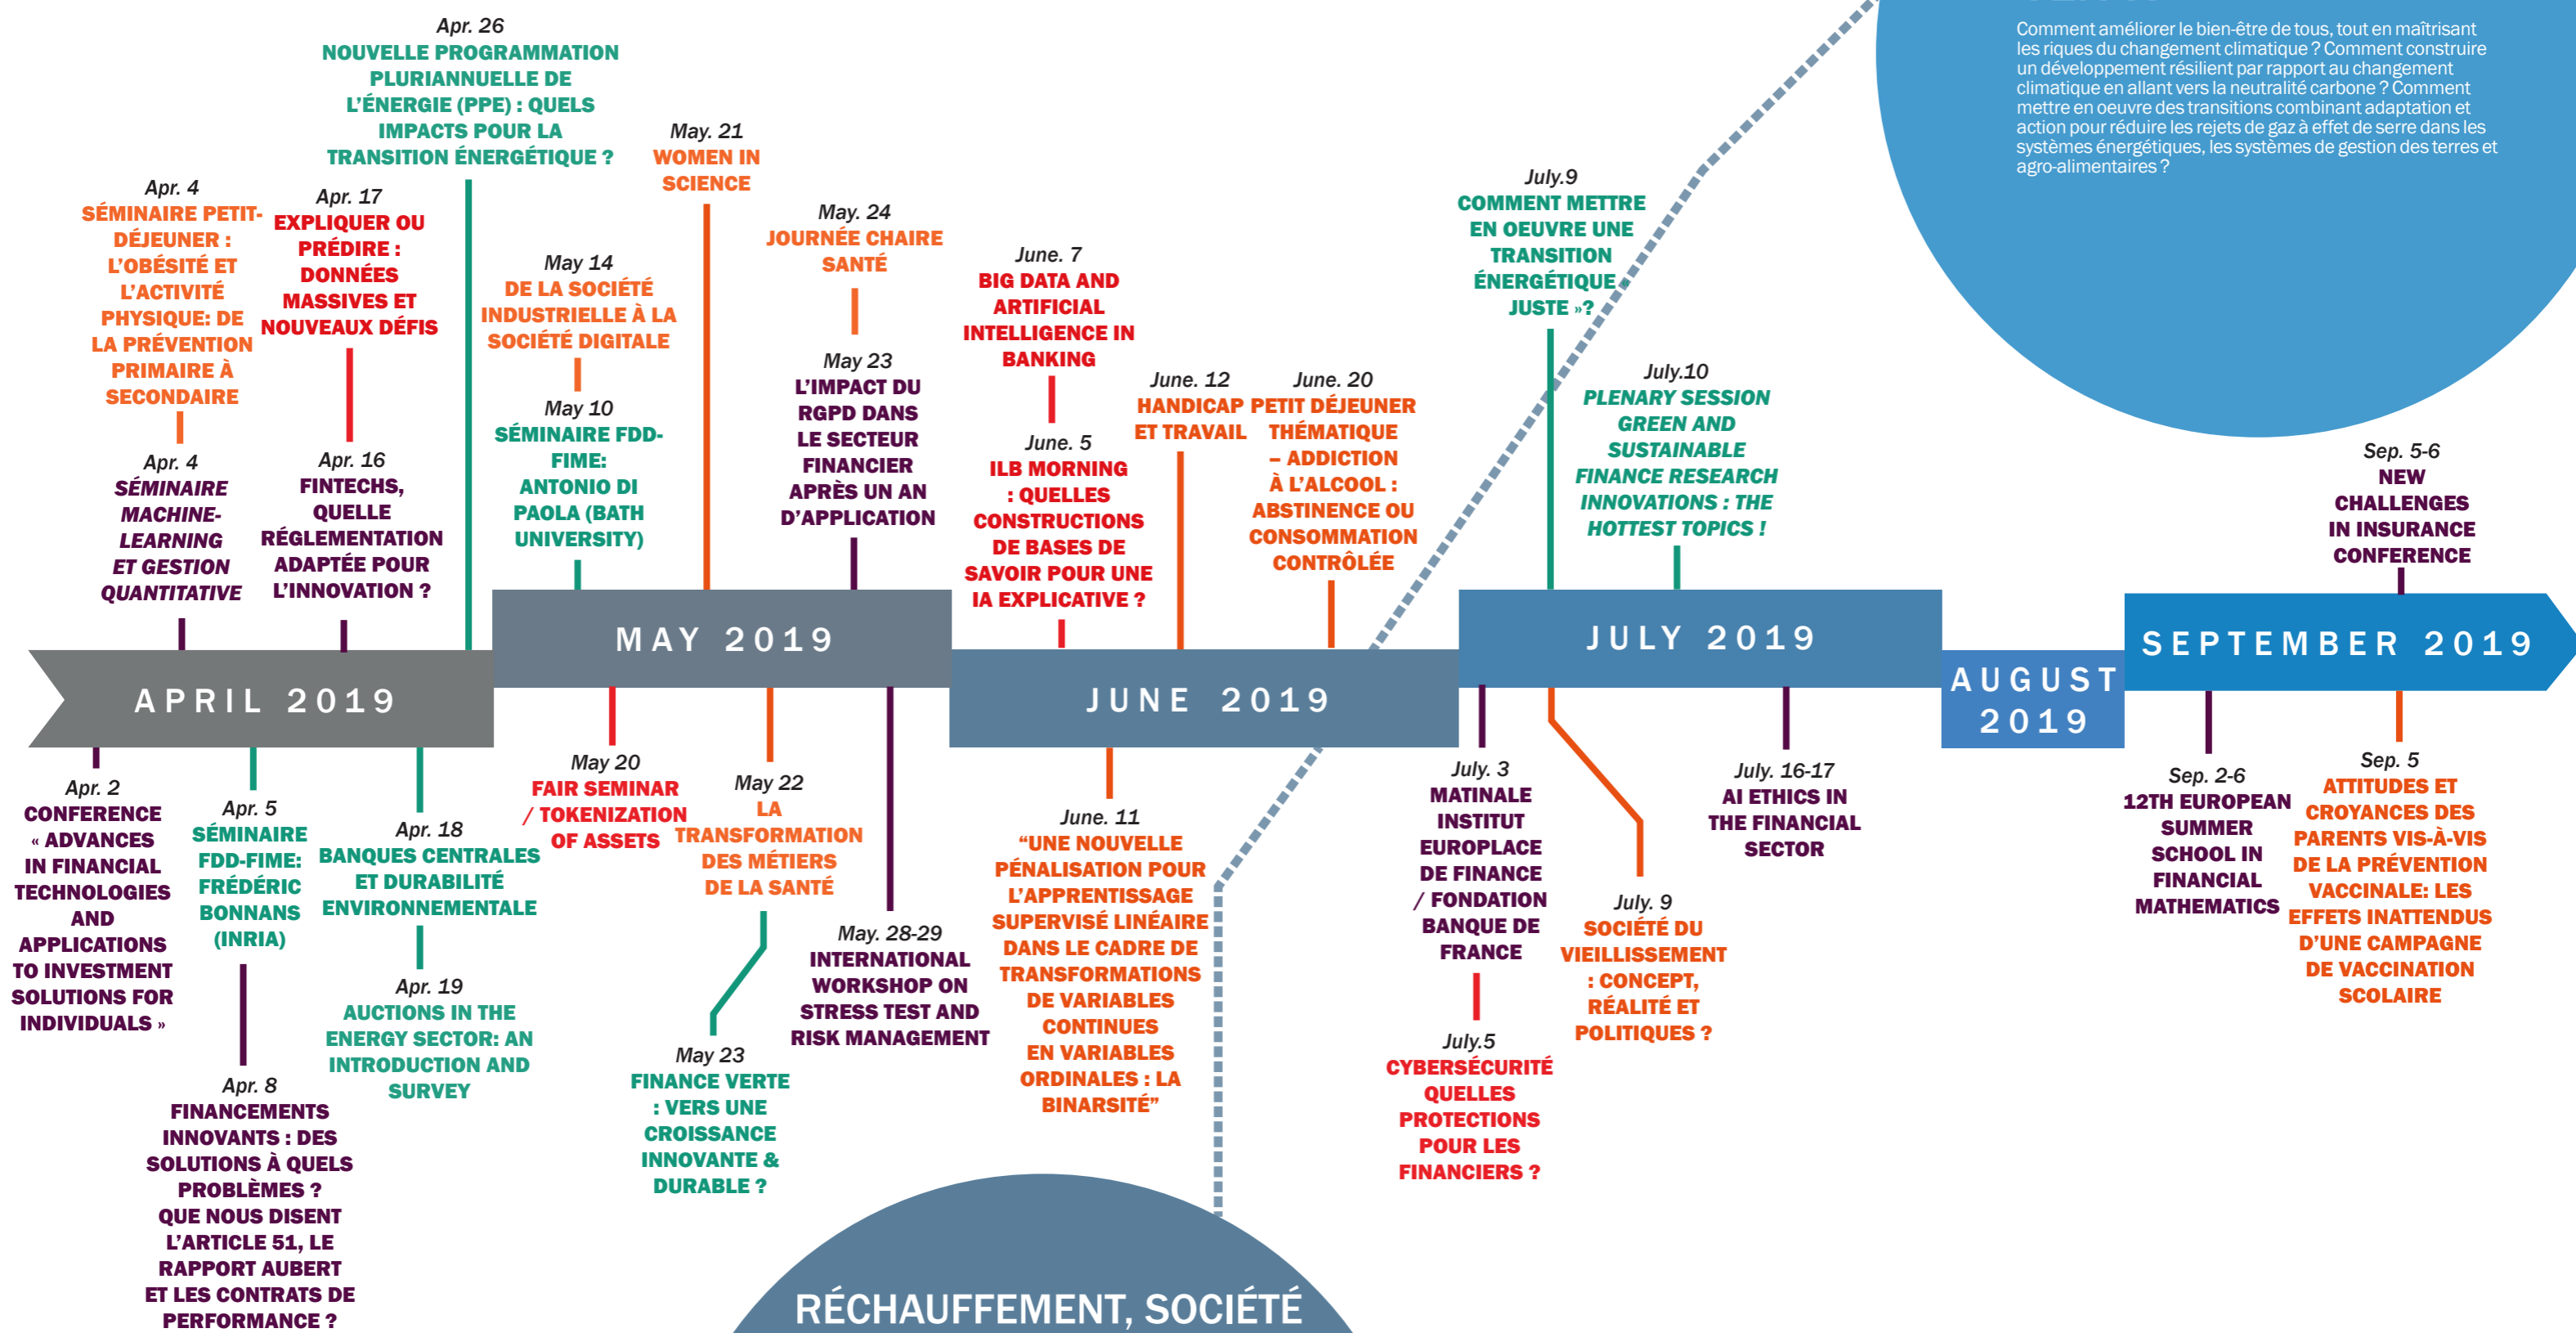 Apr. 26
NOUVELLE PROGRAMMATION
PLURIANNUELLE DE
L'ÉNERGIE (PPE) : QUELS
IMPACTS POUR LA
TRANSITION ÉNERGÉTIQUE ?
Comment améliorer le bien-être de tous, tout en maîtrisant
les riques du changement climatique ? Comment construire
un développement résilient par rapport au changement
climatique en allant vers la neutralité carbone ? Comment
mettre en oeuvre des transitions combinant adaptation et
action pour réduire les rejets de gaz à effet de serre dans les
systèmes énergétiques, les systèmes de gestion des terres et
agro-alimentaires ?
Apr. 4
SÉMINAIRE PETIT-
DÉJEUNER :
L'OBÉSITÉ ET
L'ACTIVITÉ
PHYSIQUE: DE
LA PRÉVENTION
PRIMAIRE À
SECONDAIRE
Apr. 4
SÉMINAIRE
MACHINE-
LEARNING
ET GESTION
QUANTITATIVE
Apr. 17
EXPLIQUER OU
PRÉDIRE :
DONNÉES
MASSIVES ET
NOUVEAUX DÉFIS
Apr. 16
FINTECHS,
QUELLE
RÉGLEMENTATION
ADAPTÉE POUR
L'INNOVATION ?
May 14
DE LA SOCIÉTÉ
INDUSTRIELLE À LA
SOCIÉTÉ DIGITALE
May 10
SÉMINAIRE FDD-
FIME:
ANTONIO DI
PAOLA (BATH
UNIVERSITY)
May. 21
WOMEN IN
SCIENCE
May. 24
JOURNÉE CHAIRE
SANTÉ
May 23
L'IMPACT DU
RGPD DANS
LE SECTEUR
FINANCIER
APRÈS UN AN
D'APPLICATION
June. 7
BIG DATA AND
ARTIFICIAL
INTELLIGENCE IN
BANKING
June. 5
ILB MORNING
: QUELLES
CONSTRUCTIONS
DE BASES DE
SAVOIR POUR UNE
IA EXPLICATIVE ?
June. 12
HANDICAP
ET TRAVAIL
June. 20
PETIT DÉJEUNER
THÉMATIQUE
– ADDICTION
À L'ALCOOL :
ABSTINENCE OU
CONSOMMATION
CONTRÔLÉE
July.9
COMMENT METTRE
EN OEUVRE UNE
TRANSITION
ÉNERGÉTIQUE
JUSTE »?
July.10
PLENARY SESSION
GREEN AND
SUSTAINABLE
FINANCE RESEARCH
INNOVATIONS : THE
HOTTEST TOPICS !
Sep. 5-6
NEW
CHALLENGES
IN INSURANCE
CONFERENCE
APRIL 2019
MAY 2019
JUNE 2019
JULY 2019
AUGUST
2019
SEPTEMBER 2019
Apr. 2
CONFERENCE
« ADVANCES
IN FINANCIAL
TECHNOLOGIES
AND
APPLICATIONS
TO INVESTMENT
SOLUTIONS FOR
INDIVIDUALS »
Apr. 5
SÉMINAIRE
FDD-FIME:
FRÉDÉRIC
BONNANS
(INRIA)
Apr. 8
FINANCEMENTS
INNOVANTS : DES
SOLUTIONS À QUELS
PROBLÈMES ?
QUE NOUS DISENT
L'ARTICLE 51, LE
RAPPORT AUBERT
ET LES CONTRATS DE
PERFORMANCE ?
Apr. 18
BANQUES CENTRALES
ET DURABILITÉ
ENVIRONNEMENTALE
Apr. 19
AUCTIONS IN THE
ENERGY SECTOR: AN
INTRODUCTION AND
SURVEY
May 20
FAIR SEMINAR
/ TOKENIZATION
OF ASSETS
May 22
LA
TRANSFORMATION
DES MÉTIERS
DE LA SANTÉ
May 23
FINANCE VERTE
: VERS UNE
CROISSANCE
INNOVANTE &
DURABLE ?
May. 28-29
INTERNATIONAL
WORKSHOP ON
STRESS TEST AND
RISK MANAGEMENT
June. 11
“UNE NOUVELLE
PÉNALISATION POUR
L'APPRENTISSAGE
SUPERVISÉ LINÉAIRE
DANS LE CADRE DE
TRANSFORMATIONS
DE VARIABLES
CONTINUES
EN VARIABLES
ORDINALES : LA
BINARSITÉ”
July. 3
MATINALE
INSTITUT
EUROPLACE
DE FINANCE
/ FONDATION
BANQUE DE
FRANCE
July.5
CYBERSÉCURITÉ
QUELLES
PROTECTIONS
POUR LES
FINANCIERS ?
July. 9
SOCIÉTÉ DU
VIEILLISSEMENT
: CONCEPT,
RÉALITÉ ET
POLITIQUES ?
July. 16-17
AI ETHICS IN
THE FINANCIAL
SECTOR
Sep. 2-6
12TH EUROPEAN
SUMMER
SCHOOL IN
FINANCIAL
MATHEMATICS
Sep. 5
ATTITUDES ET
CROYANCES DES
PARENTS VIS-À-VIS
DE LA PRÉVENTION
VACCINALE: LES
EFFETS INATTENDUS
D'UNE CAMPAGNE
DE VACCINATION
SCOLAIRE
RÉCHAUFFEMENT, SOCIÉTÉ